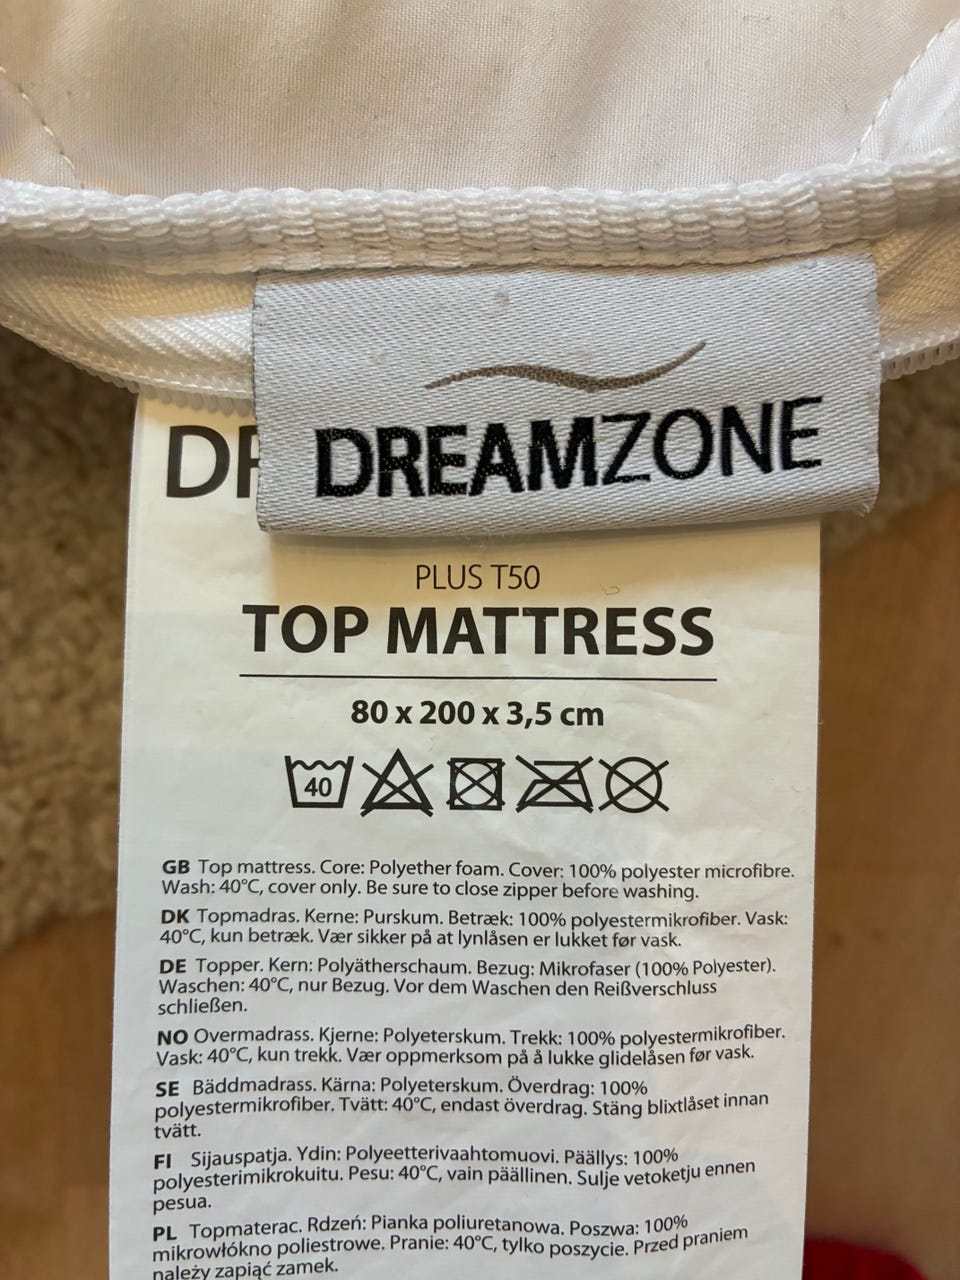 DREAMZONE
PLUS T50
TOP MATTRESS
80 x 200 x 3,5 cm
40
GB Top mattress. Core: Polyether foam. Cover: 100% polyester microfibre.
Wash: 40°C, cover only. Be sure to close zipper before washing.
DK Topmadras. Kerne: Purskum. Betræk: 100% polyestermikrofiber. Vask:
40°C, kun betræk. Vær sikker på at lynlåsen er lukket før vask.
DE Topper. Kern: Polyätherschaum. Bezug: Mikrofaser (100% Polyester).
Waschen: 40°C, nur Bezug. Vor dem Waschen den Reißverschluss
schließen.
NO Overmadrass. Kjerne: Polyeterskum. Trekk: 100% polyestermikrofiber.
Vask: 40°C, kun trekk. Vær oppmerksom på å lukke glidelåsen før vask.
SE Bäddmadrass. Kärna: Polyeterskum. Överdrag: 100%
polyestermikrofiber. Tvätt: 40°C, endast överdrag. Stäng blixtlåset innan
tvätt.
FI Sijauspatja. Ydin: Polyeetterivaahtomuovi. Päällys: 100%
polyesterimikrokuitu. Pesu: 40°C, vain päällinen. Sulje vetoketju ennen
pesua.
PL Topmaterac. Rdzeń: Pianka poliuretanowa. Poszwa: 100%
mikrowłókno poliestrowe. Pranie: 40°C, tylko poszycie. Przed praniem
należy zapiąć zamek.